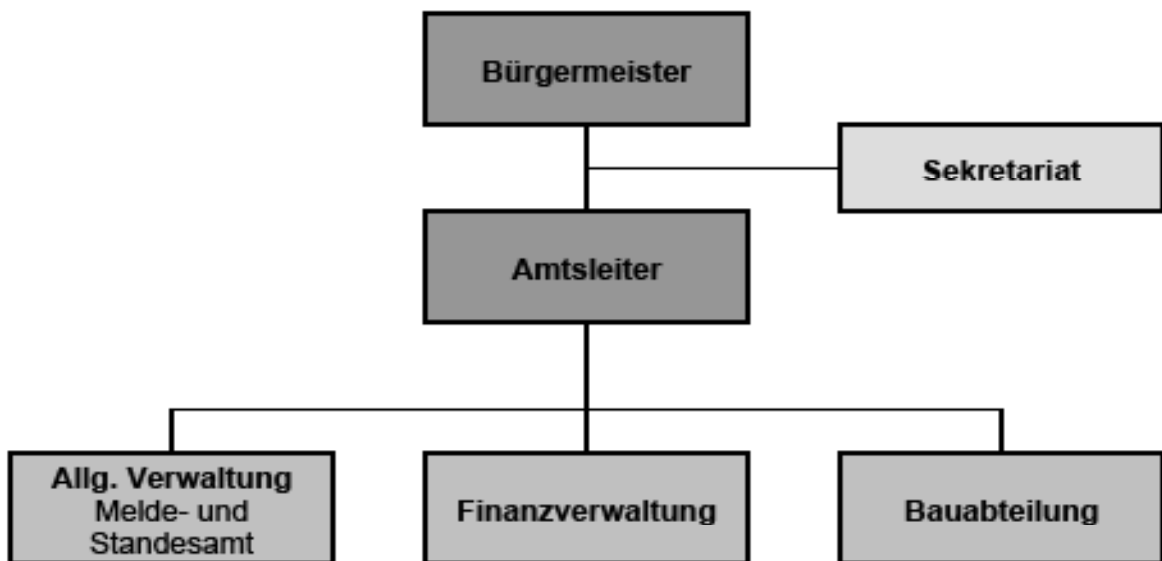 Bürgermeister
Sekretariat
Amtsleiter
Allg. Verwaltung
Melde- und
Standesamt
Finanzverwaltung
Bauabteilung